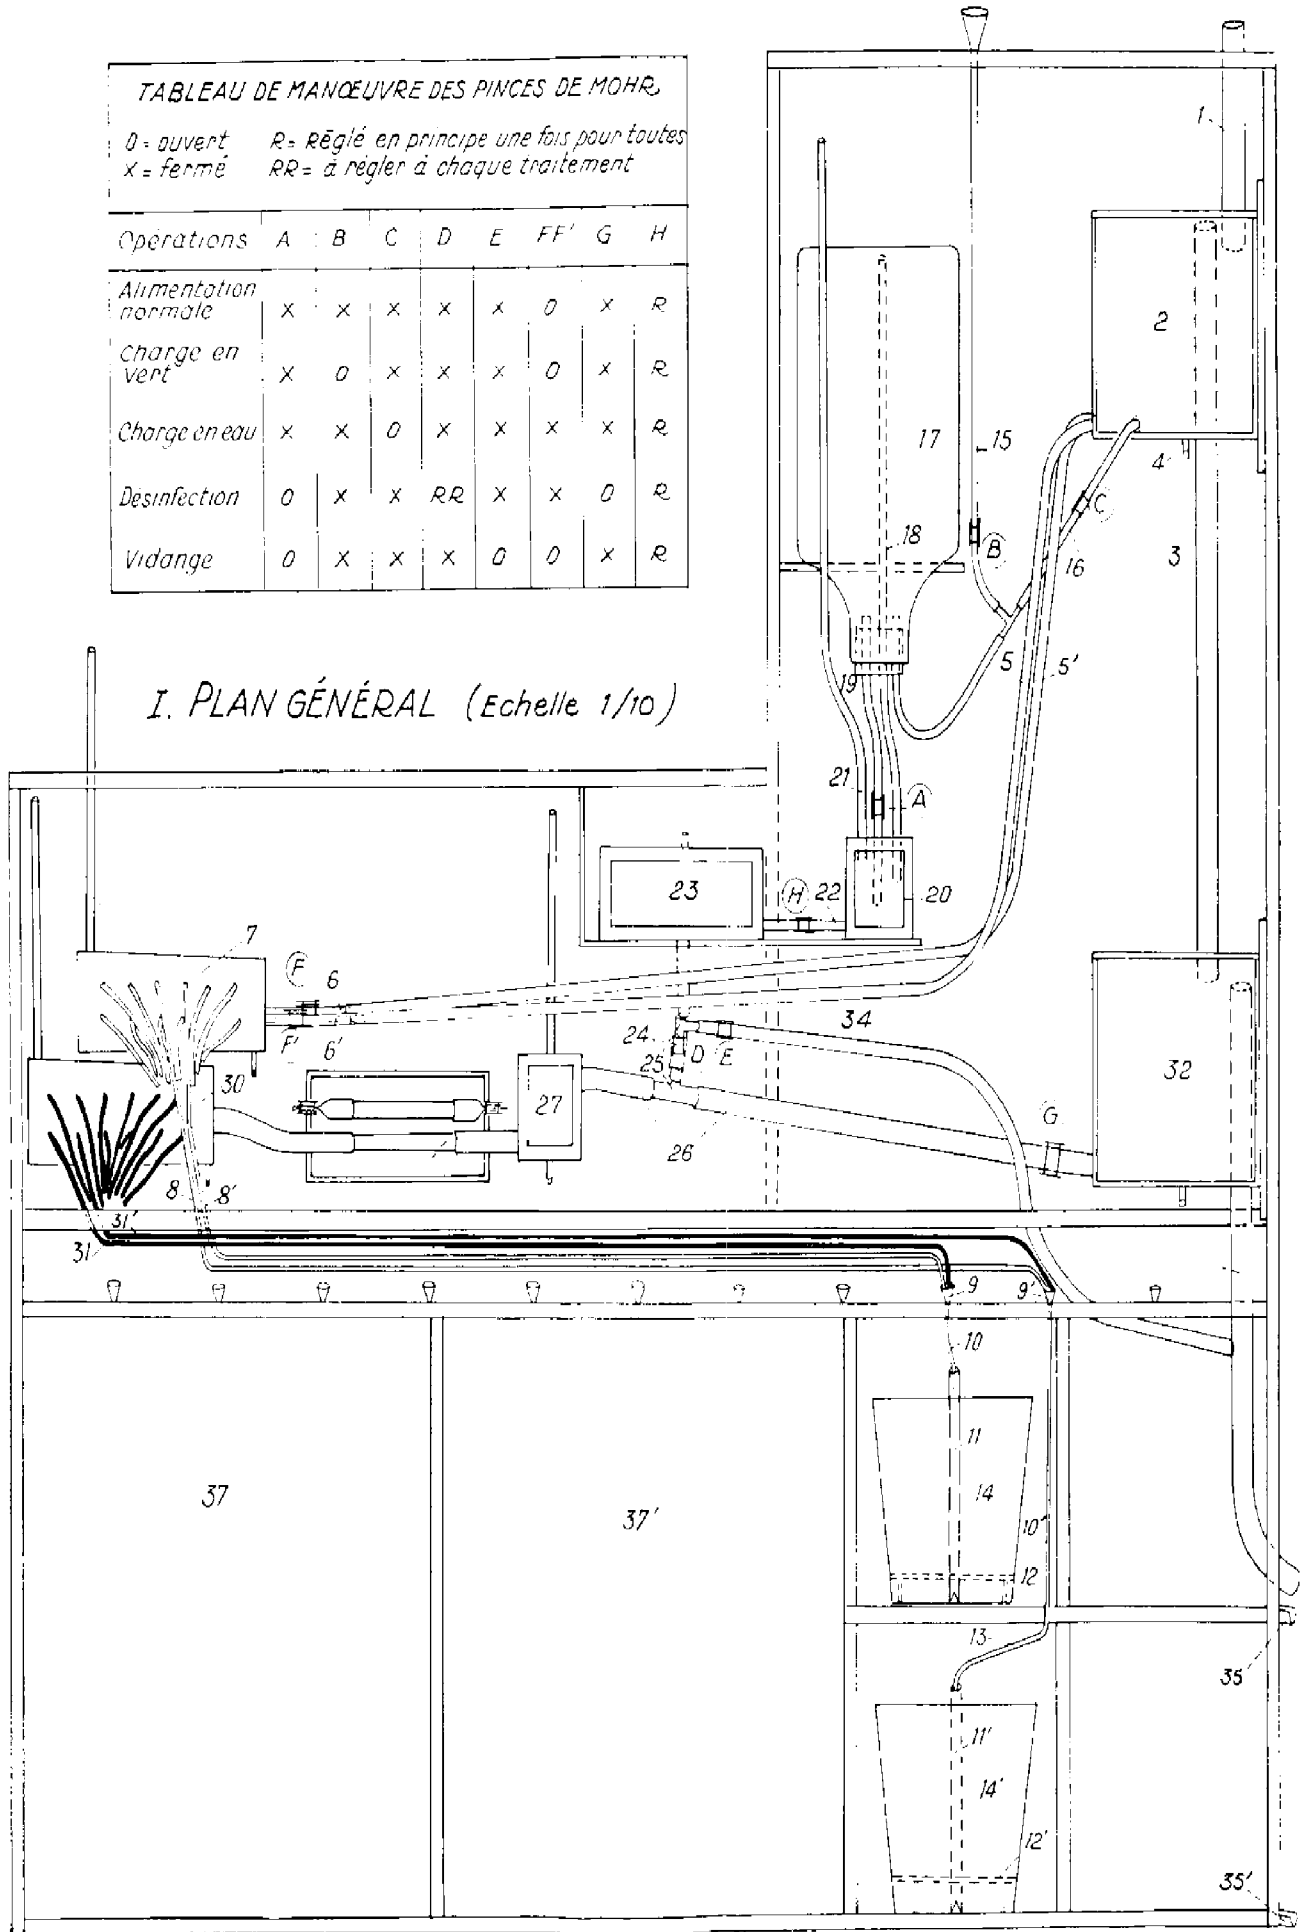 TABLEAU DE MANŒUVRE DES PINCES DE MOHR
O = ouvert R = Réglé en principe une fois pour toutes
X = fermé RR = à régler à chaque traitement
Opérations A B C D E FF' G H
Alimentation
normale X X X X X O X R
Charge en
vert X O X X X O X R
Charge en eau X X O X X X X R
Désinfection O X X RR X X O R
Vidange O X X X O O X R
I. PLAN GÉNÉRAL (Echelle 1/10)
1
2
17
15
4
C
18
B
3
16
5
5'
19
21
A
23
H
22
20
7
F
6
34
F'
6'
24
D
E
25
32
30
27
G
26
8
8'
31'
31
9
9'
10
11
37
14
37'
10'
12
13
35
11'
14'
12'
35'